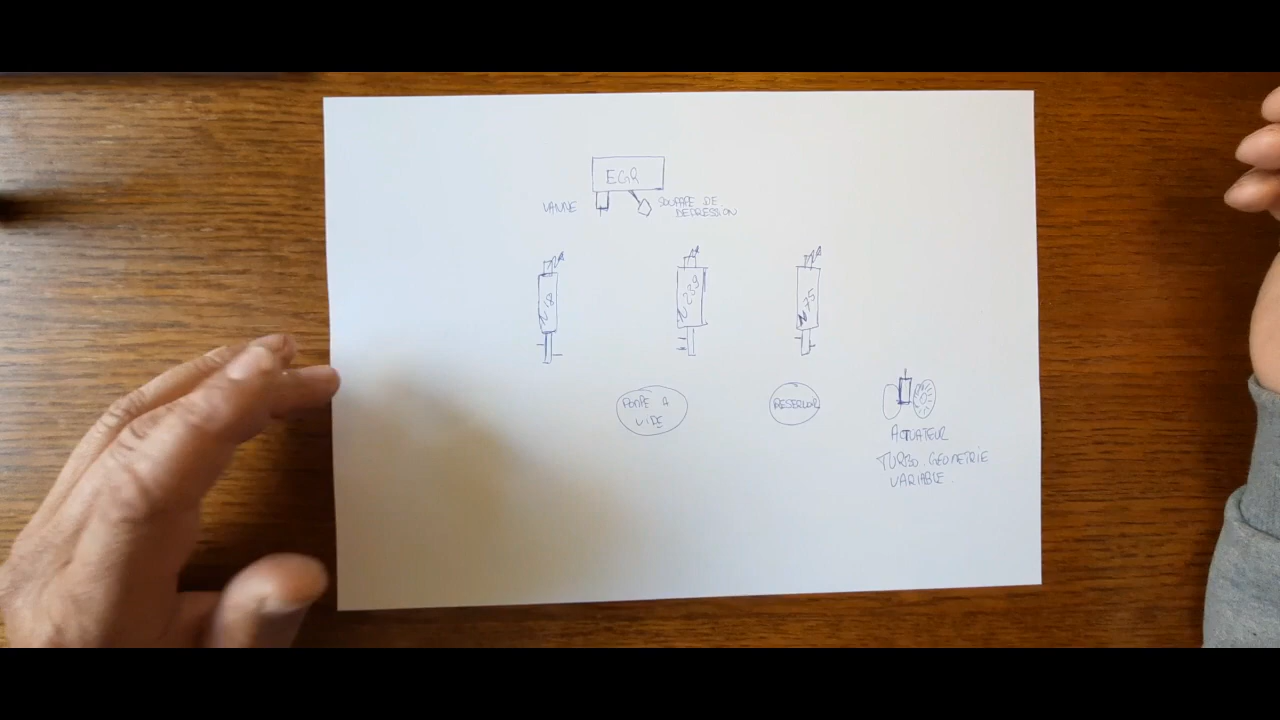 EGR
VANNE
SOUPAPE DE
DEPRESSION
N18
N239
N75
POMPE A
VIDE
RESERVOIR
ACTUATEUR
TURBO. GEOMETRIE
VARIABLE.